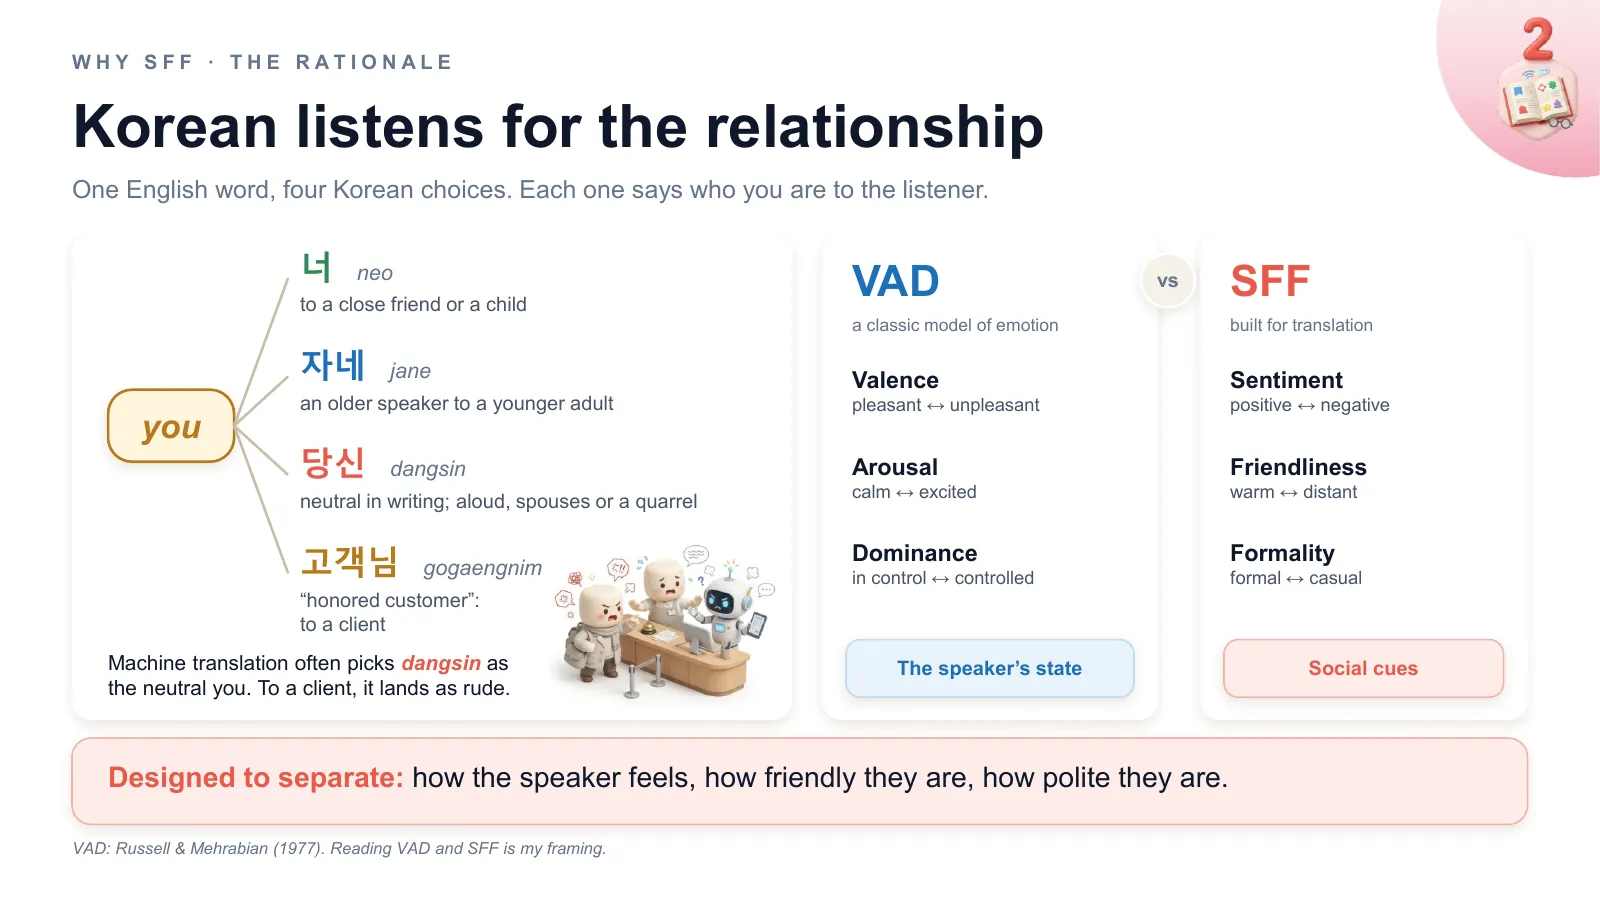 WHY SFF · THE RATIONALE
2
Korean listens for the relationship
One English word, four Korean choices. Each one says who you are to the listener.
you
너 neo
to a close friend or a child
자네 jane
an older speaker to a younger adult
당신 dangsin
neutral in writing; aloud, spouses or a quarrel
고객님 gogaengnim
“honored customer”:
to a client
Machine translation often picks dangsin as
the neutral you. To a client, it lands as rude.
VAD
a classic model of emotion
Valence
pleasant ↔ unpleasant
Arousal
calm ↔ excited
Dominance
in control ↔ controlled
The speaker’s state
vs
SFF
built for translation
Sentiment
positive ↔ negative
Friendliness
warm ↔ distant
Formality
formal ↔ casual
Social cues
Designed to separate: how the speaker feels, how friendly they are, how polite they are.
VAD: Russell & Mehrabian (1977). Reading VAD and SFF is my framing.